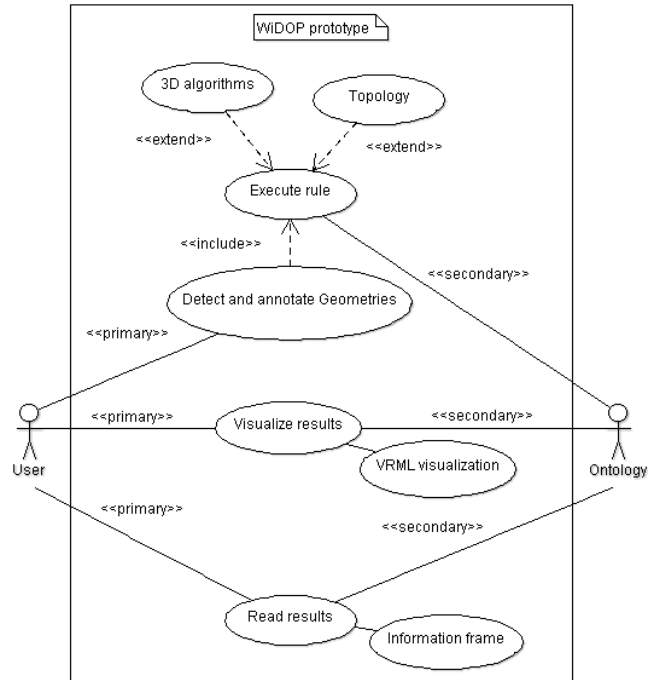 WiDOP prototype
3D algorithms
Topology
<<extend>>
<<extend>>
Execute rule
<<include>>
<<secondary>>
Detect and annotate Geometries
<<primary>>
<<primary>>
Visualize results
<<secondary>>
User
VRML visualization
Ontology
<<primary>>
<<secondary>>
Read results
Information frame